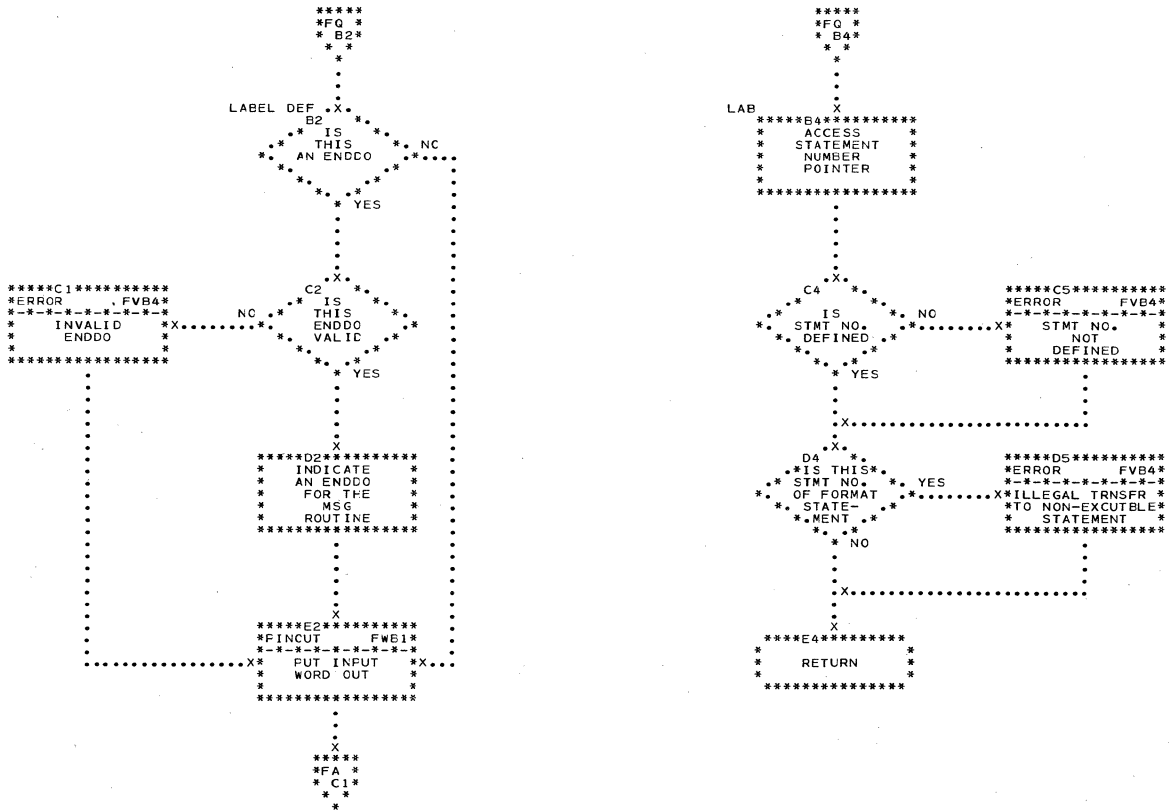 FQ
B2
LABEL DEF
B2
IS
THIS
AN ENDDO
NO
YES
C1
ERROR FVB4
INVALID
ENDDO
NO
C2
IS
THIS
ENDDO
VALID
YES
D2
INDICATE
AN ENDDO
FOR THE
MSG
ROUTINE
E2
PINCUT FWB1
PUT INPUT
WORD OUT
FA
C1
FQ
B4
LAB
B4
ACCESS
STATEMENT
NUMBER
POINTER
C4
IS
STMT NO.
DEFINED
NO
YES
C5
ERROR FVB4
STMT NO.
NOT
DEFINED
D4
IS THIS
STMT NO.
OF FORMAT
STATE-
MENT
YES
NO
D5
ERROR FVB4
ILLEGAL TRNSFR
TO NON-EXCUTBLE
STATEMENT
E4
RETURN